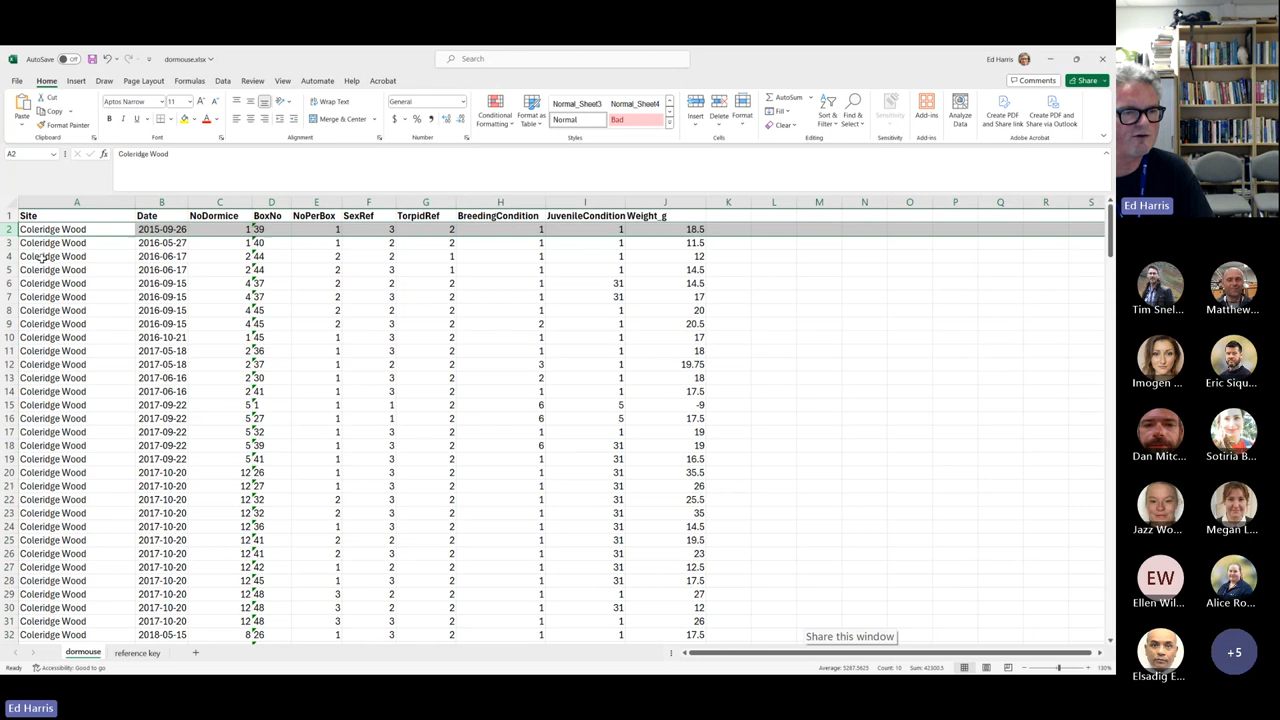 AutoSave Off dormouse.xlsx Search Ed Harris
File Home Insert Draw Page Layout Formulas Data Review View Automate Help Acrobat Comments Share
Paste Cut Copy Format Painter Clipboard
Aptos Narrow 11 B I U Font
Wrap Text Merge & Center Alignment
General $ % Number
Conditional Formatting Format as Table Normal_Sheet3 Normal_Sheet4 Normal Bad Styles
Insert Delete Format Cells
AutoSum Fill Clear Sort & Filter Find & Select Editing
Sensitivity Sensitivity Add-ins Add-ins Analyze Data
Create PDF and Share link Create PDF and Share via Outlook Adobe Acrobat
A2 fx Coleridge Wood
A B C D E F G H I J K L M N O P Q R S
1 Site Date NoDormice BoxNo NoPerBox SexRef TorpidRef BreedingCondition JuvenileCondition Weight_g
2 Coleridge Wood 2015-09-26 1 39 1 3 2 1 1 18.5
3 Coleridge Wood 2016-05-27 1 40 1 2 2 1 1 11.5
4 Coleridge Wood 2016-06-17 2 44 2 2 1 1 1 12
5 Coleridge Wood 2016-06-17 2 44 2 3 1 1 1 14.5
6 Coleridge Wood 2016-09-15 4 37 2 2 2 1 31 14.5
7 Coleridge Wood 2016-09-15 4 37 2 3 2 1 31 17
8 Coleridge Wood 2016-09-15 4 45 2 2 2 1 1 20
9 Coleridge Wood 2016-09-15 4 45 2 3 2 2 1 20.5
10 Coleridge Wood 2016-10-21 1 45 1 3 2 1 1 17
11 Coleridge Wood 2017-05-18 2 36 1 2 2 1 1 18
12 Coleridge Wood 2017-05-18 2 37 1 3 2 3 1 19.75
13 Coleridge Wood 2017-06-16 2 30 1 3 2 2 1 18
14 Coleridge Wood 2017-06-16 2 41 1 3 2 1 1 17.5
15 Coleridge Wood 2017-09-22 5 1 1 1 2 6 5 -9
16 Coleridge Wood 2017-09-22 5 27 1 1 2 6 5 17.5
17 Coleridge Wood 2017-09-22 5 32 1 3 2 1 1 19
18 Coleridge Wood 2017-09-22 5 39 1 3 2 6 31 19
19 Coleridge Wood 2017-09-22 5 41 1 3 2 1 31 16.5
20 Coleridge Wood 2017-10-20 12 26 1 3 2 1 31 35.5
21 Coleridge Wood 2017-10-20 12 27 1 3 2 1 31 26
22 Coleridge Wood 2017-10-20 12 32 2 3 2 1 31 25.5
23 Coleridge Wood 2017-10-20 12 32 2 3 2 1 31 35
24 Coleridge Wood 2017-10-20 12 36 1 3 2 1 31 14.5
25 Coleridge Wood 2017-10-20 12 41 2 2 2 1 31 19.5
26 Coleridge Wood 2017-10-20 12 41 2 3 2 1 31 23
27 Coleridge Wood 2017-10-20 12 42 1 3 2 1 31 12.5
28 Coleridge Wood 2017-10-20 12 45 1 3 2 1 31 17.5
29 Coleridge Wood 2017-10-20 12 48 3 2 2 1 1 27
30 Coleridge Wood 2017-10-20 12 48 3 2 2 1 31 12
31 Coleridge Wood 2017-10-20 12 48 3 3 2 1 1 26
32 Coleridge Wood 2018-05-15 8 26 1 3 2 1 1 17.5
Share this window
dormouse reference key
Ready Accessibility: Good to go Average: 5287.5625 Count: 10 Sum: 42300.5 130%
Ed Harris
Ed Harris
Tim Snel... Matthew...
Imogen ... Eric Siqu...
Dan Mitc... Sotiria B...
Jazz Wo... Megan L...
EW
Ellen Wil... Alice Ro...
+5
Elsadig E...